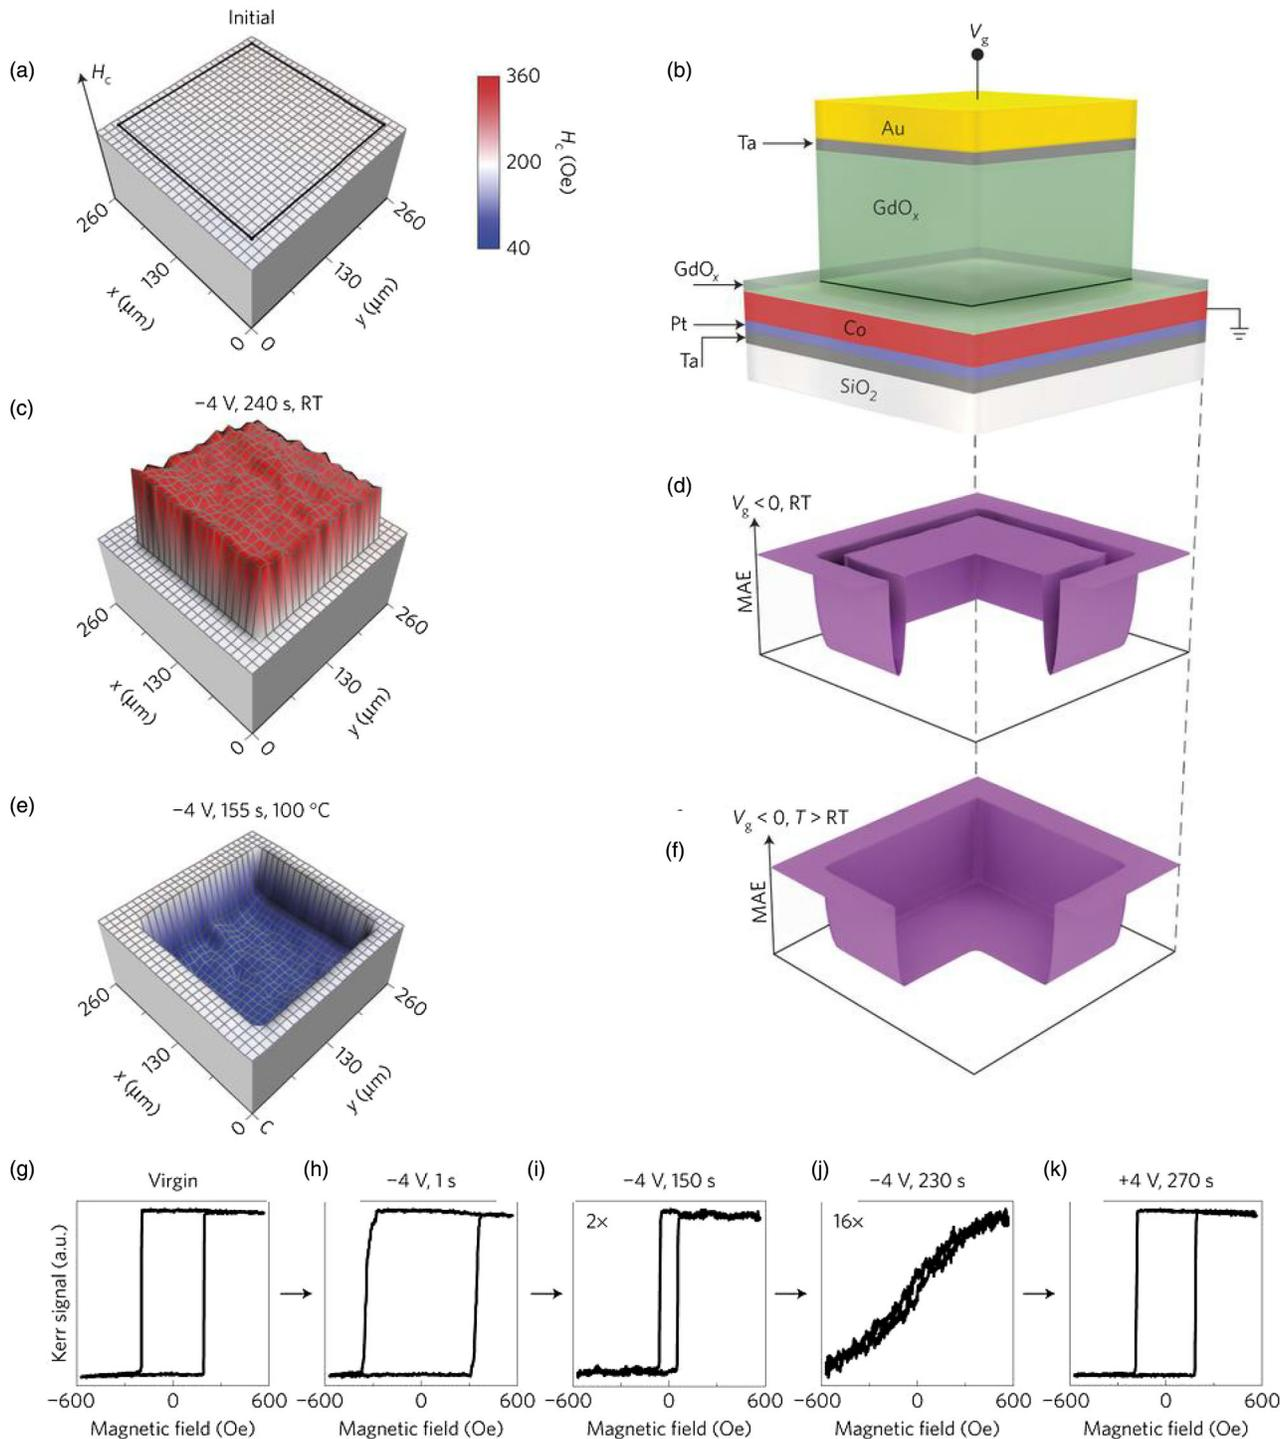 Initial
(a)
H_c
360
200
40
H_c (Oe)
260
130
0
x (μm)
260
130
0
y (μm)
(b)
V_g
Au
Ta
GdO_x
GdO_x
Co
Pt
Ta
SiO_2
(c)
−4 V, 240 s, RT
260
130
0
x (μm)
260
130
0
y (μm)
(d)
V_g < 0, RT
MAE
(e)
−4 V, 155 s, 100 °C
260
130
0
x (μm)
260
130
C
y (μm)
-
V_g < 0, T > RT
(f)
MAE
(g)
Virgin
Kerr signal (a.u.)
−600 0 600
Magnetic field (Oe)
(h)
−4 V, 1 s
−600 0 600
Magnetic field (Oe)
(i)
−4 V, 150 s
2×
−600 0 600
Magnetic field (Oe)
(j)
−4 V, 230 s
16×
−600 0 600
Magnetic field (Oe)
(k)
+4 V, 270 s
−600 0 600
Magnetic field (Oe)